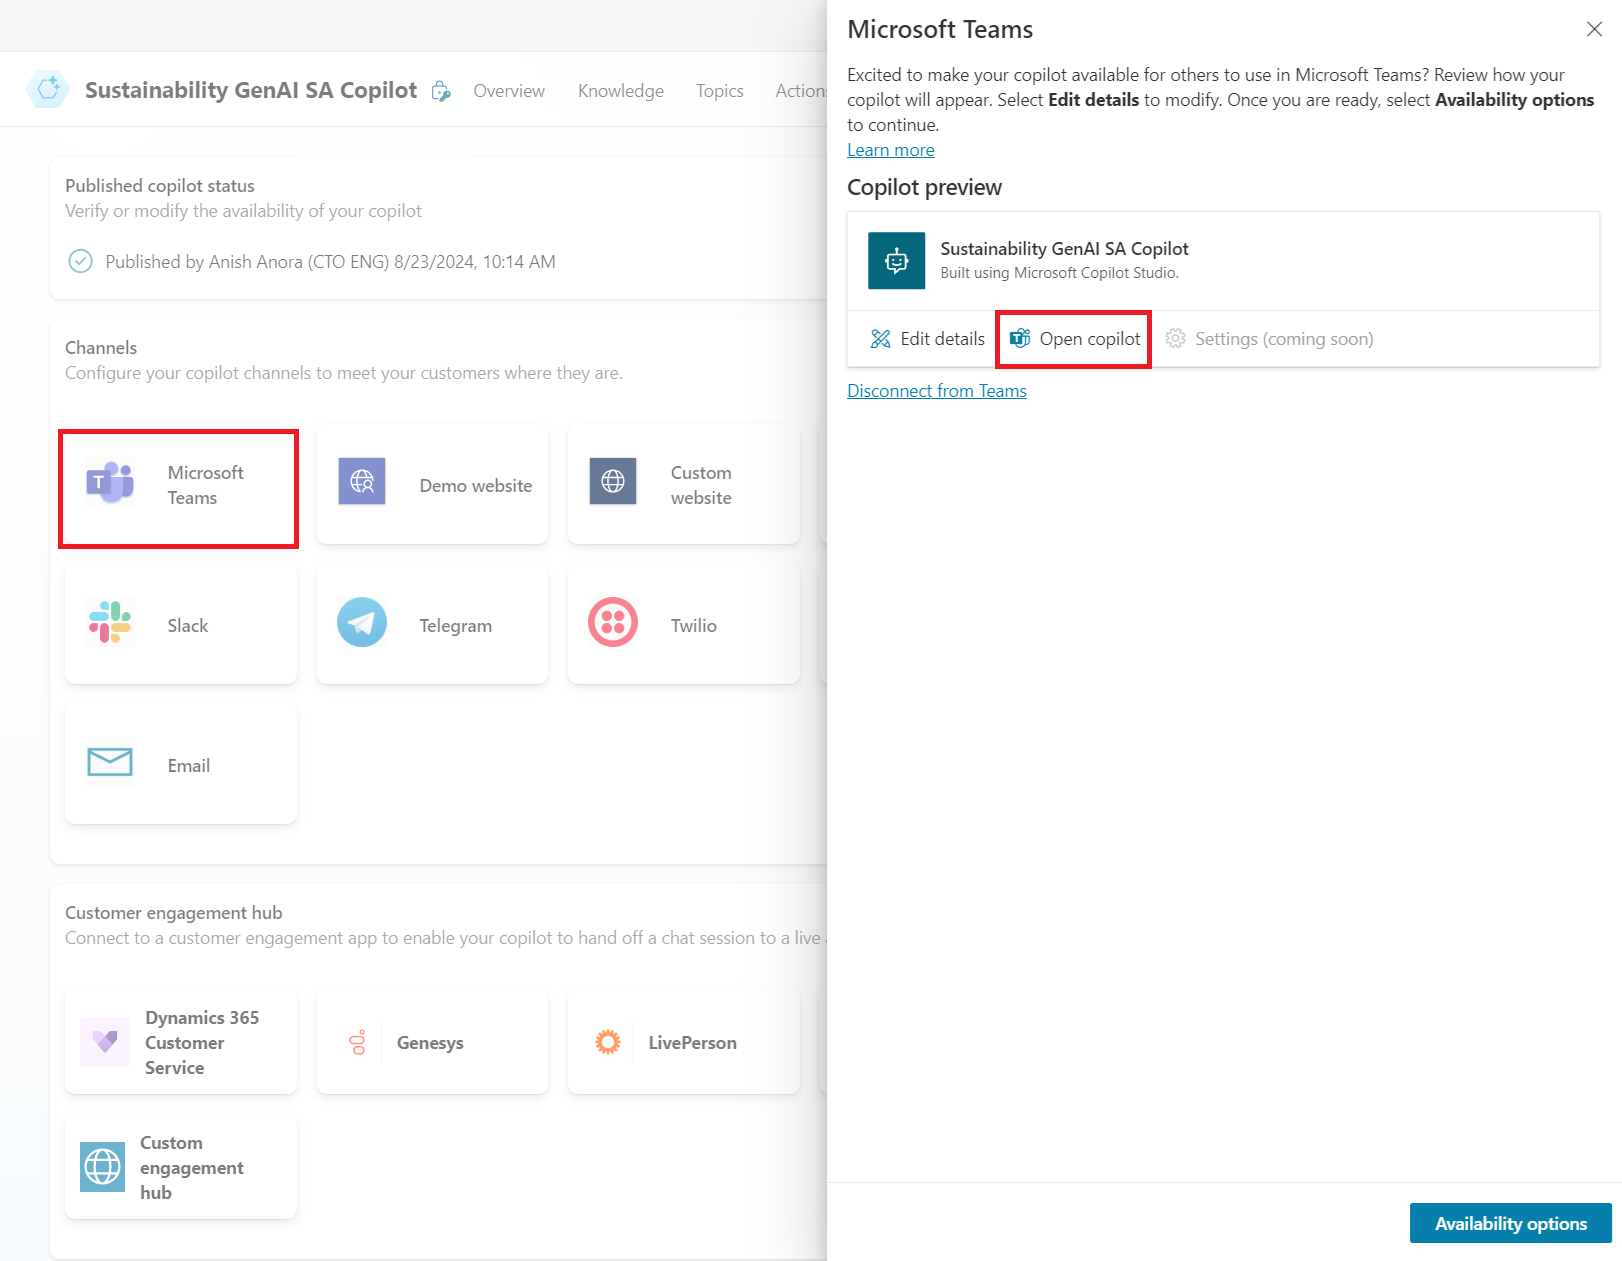 Sustainability GenAI SA Copilot
Overview
Knowledge
Topics
Actions
Published copilot status
Verify or modify the availability of your copilot
Published by Anish Anora (CTO ENG) 8/23/2024, 10:14 AM
Channels
Configure your copilot channels to meet your customers where they are.
T
Microsoft
Teams
Demo website
Custom
website
Slack
Telegram
Twilio
Email
Customer engagement hub
Connect to a customer engagement app to enable your copilot to hand off a chat session to a live
Dynamics 365
Customer
Service
Genesys
LivePerson
Custom
engagement
hub
Microsoft Teams
Excited to make your copilot available for others to use in Microsoft Teams? Review how your
copilot will appear. Select Edit details to modify. Once you are ready, select Availability options
to continue.
Learn more
Copilot preview
Sustainability GenAI SA Copilot
Built using Microsoft Copilot Studio.
Edit details
T
Open copilot
Settings (coming soon)
Disconnect from Teams
Availability options